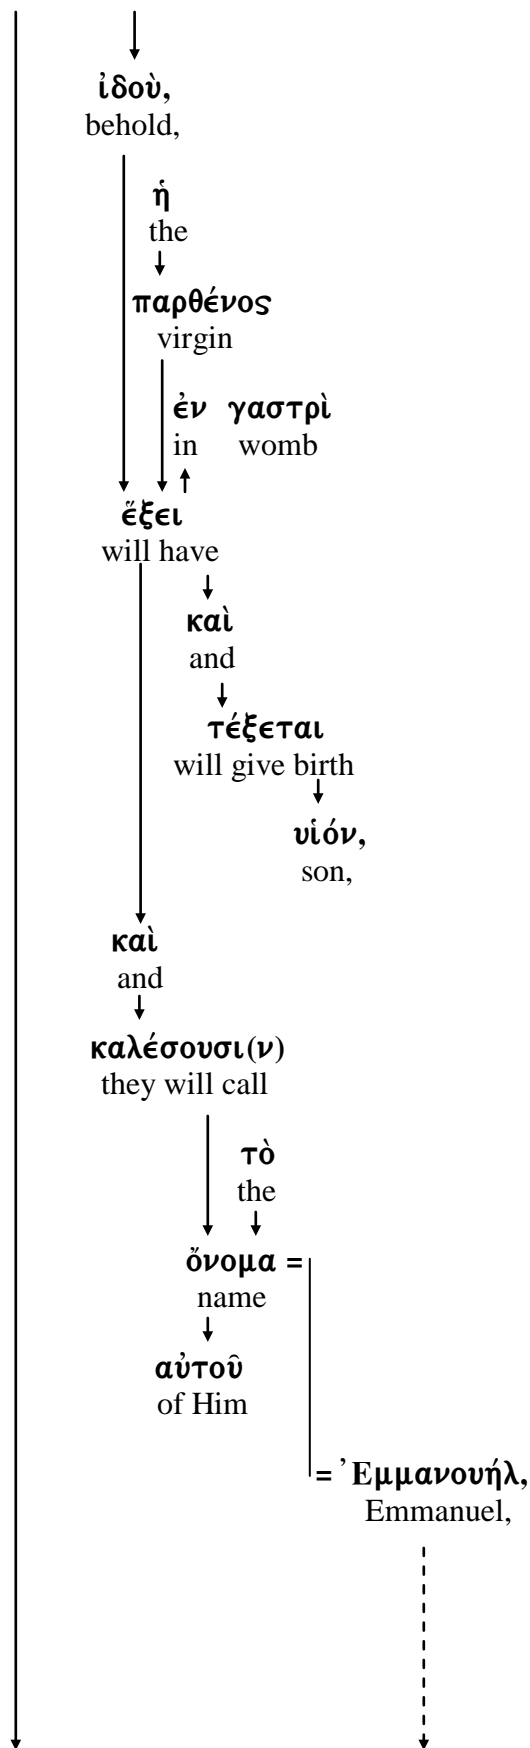 ἰδοὺ,
behold,
ἡ
the
παρθένος
virgin
ἐν γαστρὶ
in womb
ἕξει
will have
καὶ
and
τέξεται
will give birth
υἱόν,
son,
καὶ
and
καλέσουσι(ν)
they will call
τὸ
the
ὄνομα =
name
αὐτοῦ
of Him
= ᾿Εμμανουήλ,
Emmanuel,